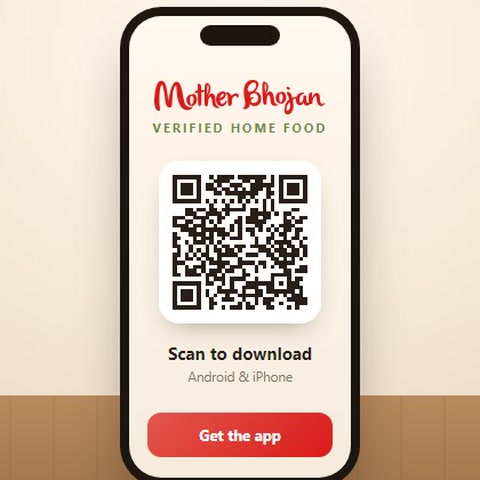 Mother Bhojan
VERIFIED HOME FOOD
Scan to download
Android & iPhone
Get the app